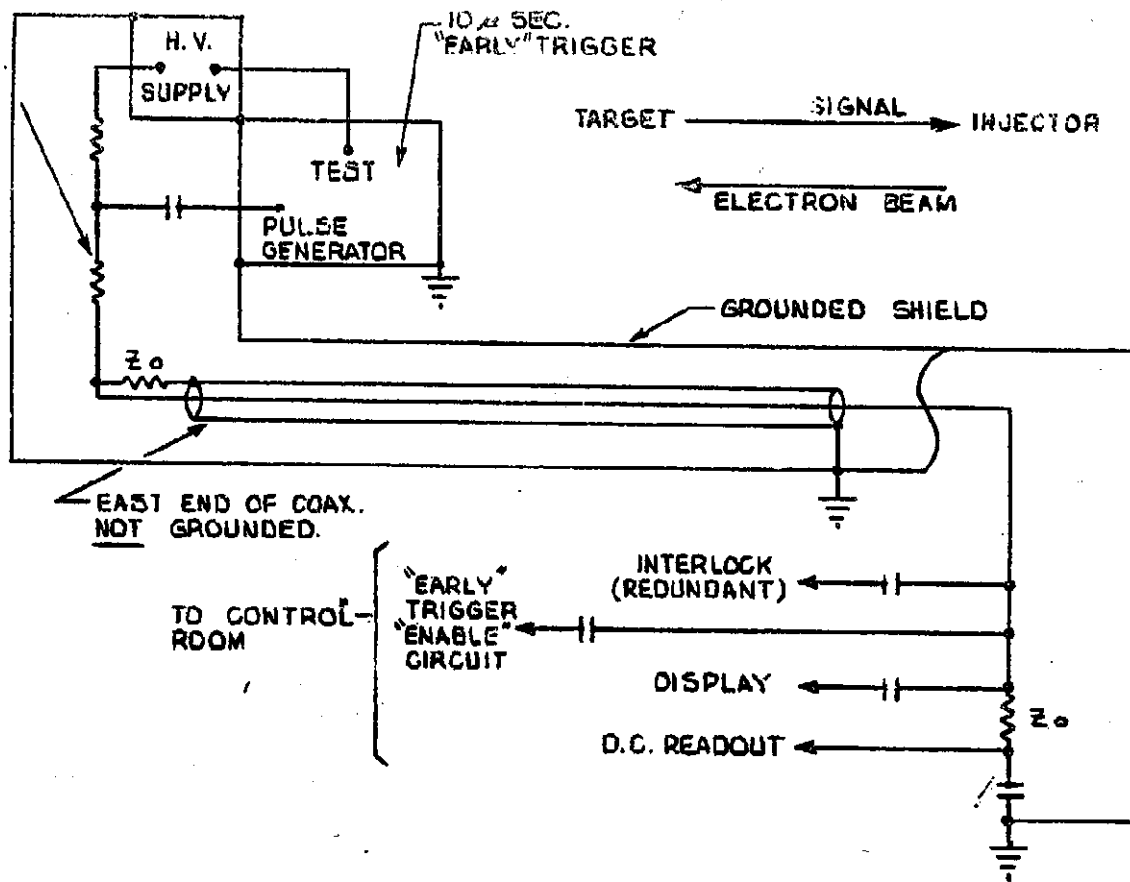 10 µ SEC.
"EARLY" TRIGGER
H. V.
SUPPLY
TEST
PULSE
GENERATOR
TARGET
SIGNAL
INJECTOR
ELECTRON BEAM
GROUNDED SHIELD
Zo
EAST END OF COAX.
NOT GROUNDED.
TO CONTROL
ROOM
"EARLY"
TRIGGER
"ENABLE"
CIRCUIT
INTERLOCK
(REDUNDANT)
DISPLAY
Zo
D.C. READOUT